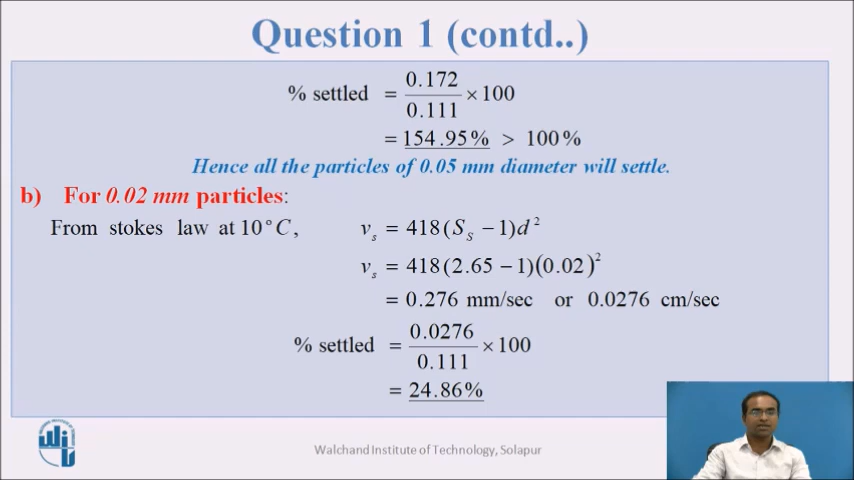 Question 1 (contd..)
% settled = 0.172 / 0.111 × 100
= 154.95% > 100%
Hence all the particles of 0.05 mm diameter will settle.
b) For 0.02 mm particles:
From stokes law at 10°C, v_s = 418(S_S − 1)d²
v_s = 418(2.65 − 1)(0.02)²
= 0.276 mm/sec or 0.0276 cm/sec
% settled = 0.0276 / 0.111 × 100
= 24.86%
Walchand Institute of Technology, Solapur